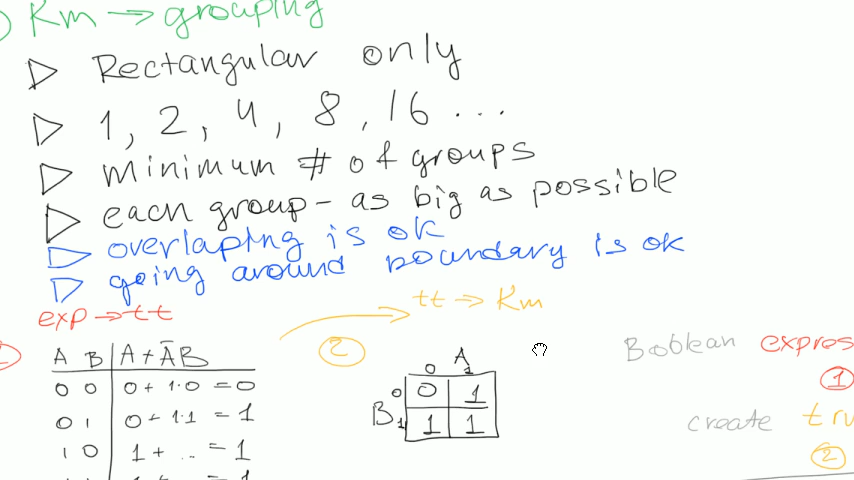 Km → grouping
▷ Rectangular only
▷ 1, 2, 4, 8, 16 ...
▷ minimum # of groups
▷ each group - as big as possible
▷ overlaping is ok
▷ going around boundary is ok
exp → tt
tt → Km
2
A B | A + ĀB
0 0 | 0 + 1·0 = 0
0 1 | 0 + 1·1 = 1
1 0 | 1 + .. = 1
A
0 1
B 0 | 0 | 1
1 | 1 | 1
Boolean expres
1
create tru
2